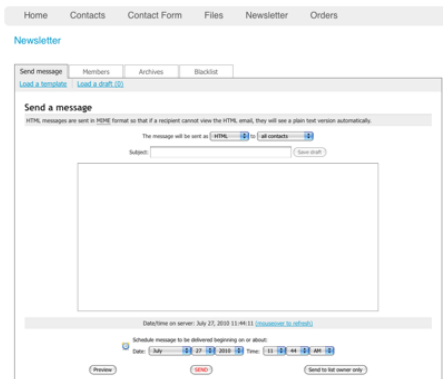 Home Contacts Contact Form Files Newsletter Orders
Newsletter
Send message Members Archives Blacklist
Load a template Load a draft (0)
Send a message
HTML messages are sent in MIME format so that if a recipient cannot view the HTML email, they will see a plain text version automatically.
The message will be sent as HTML to all contacts
Subject: Save draft
Date/time on server: July 27, 2010 11:44:11 (mouseover to refresh)
Schedule message to be delivered beginning on or about:
Date: July 27 2010 Time: 11 44 AM
Preview SEND Send to list owner only